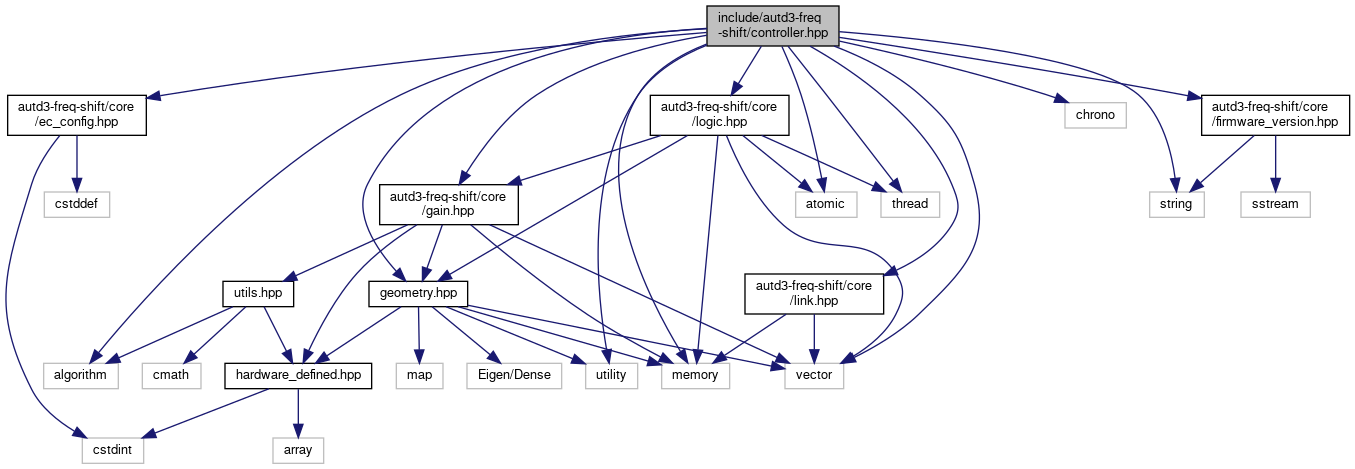 include/autd3-freq
-shift/controller.hpp
autd3-freq-shift/core
/ec_config.hpp
autd3-freq-shift/core
/logic.hpp
chrono
autd3-freq-shift/core
/firmware_version.hpp
cstddef
autd3-freq-shift/core
/gain.hpp
atomic
thread
string
sstream
utils.hpp
geometry.hpp
autd3-freq-shift/core
/link.hpp
algorithm
cmath
hardware_defined.hpp
map
Eigen/Dense
utility
memory
vector
cstdint
array